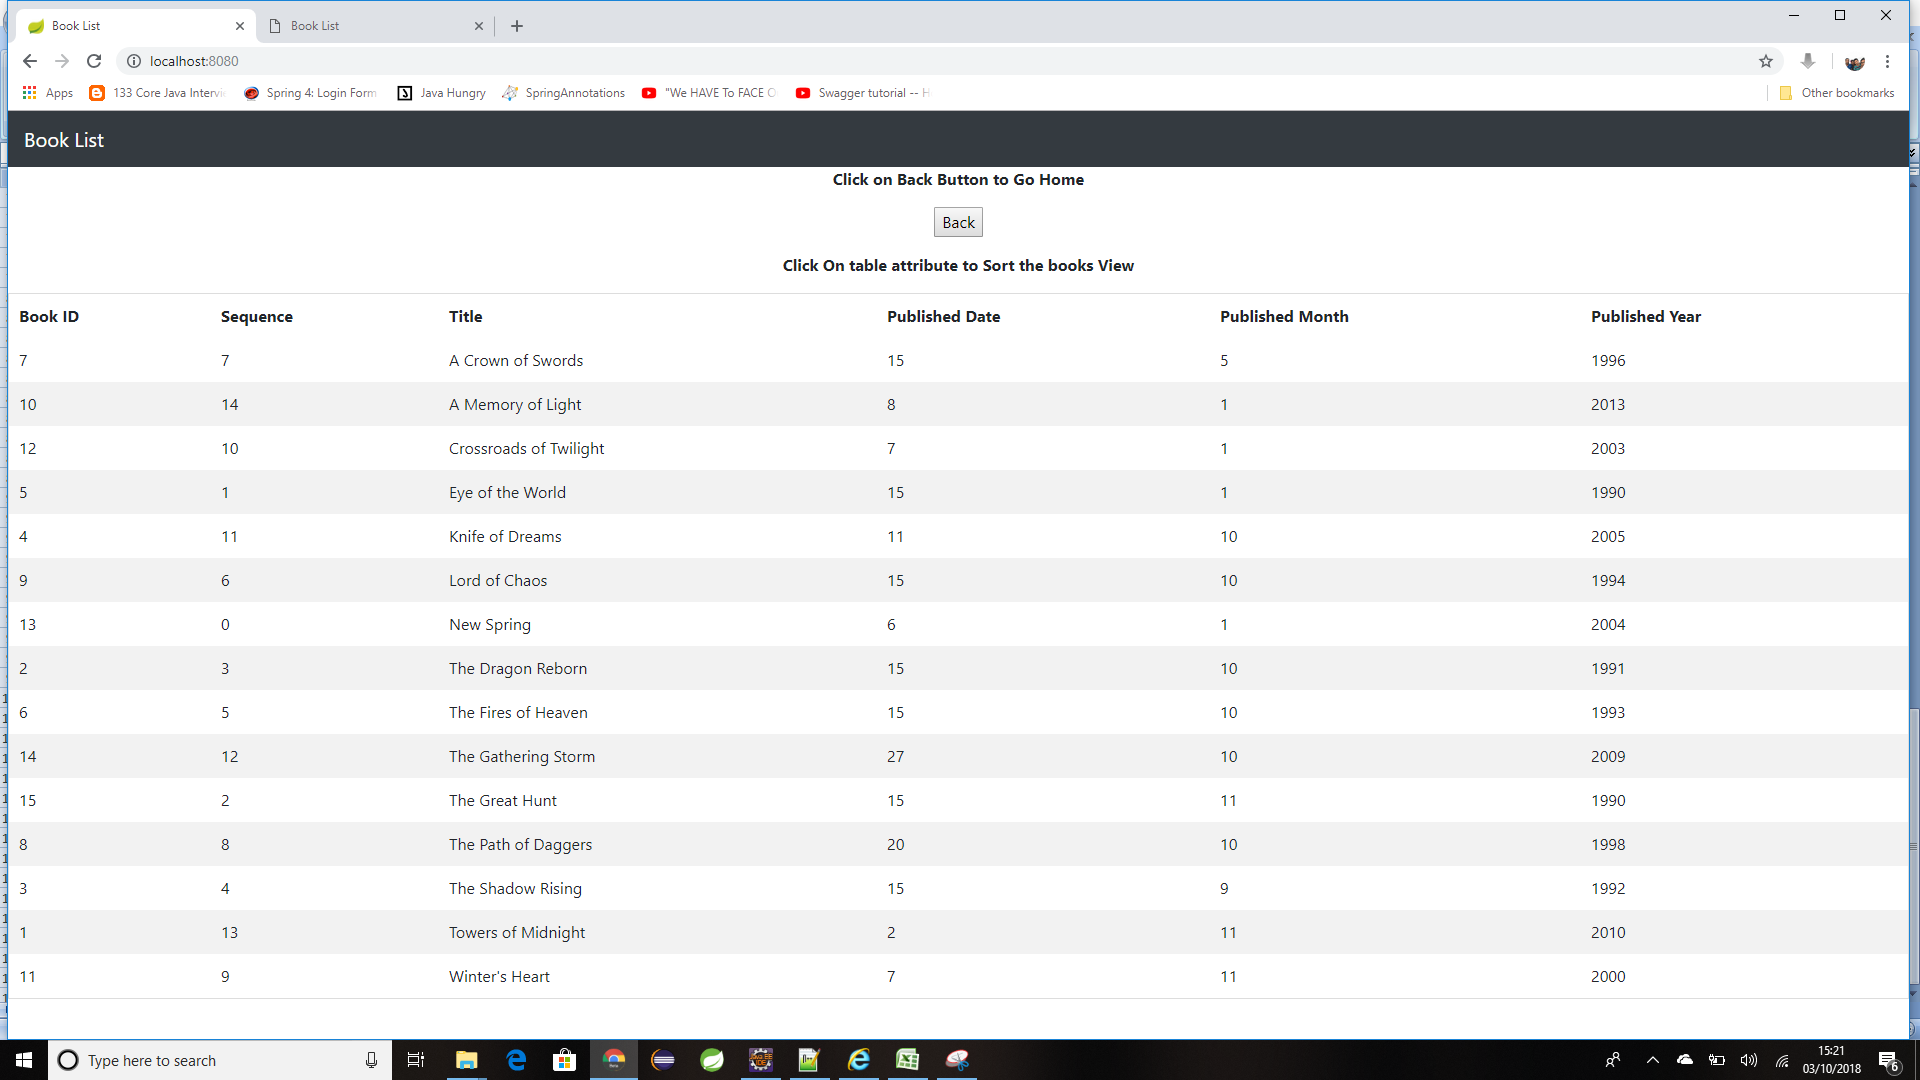 Book List
Book List
localhost:8080
Apps
133 Core Java Intervi
Spring 4: Login Form
Java Hungry
SpringAnnotations
"We HAVE To FACE O
Swagger tutorial -- H
Other bookmarks
Book List
Click on Back Button to Go Home
Back
Click On table attribute to Sort the books View
Book ID Sequence Title Published Date Published Month Published Year
7 7 A Crown of Swords 15 5 1996
10 14 A Memory of Light 8 1 2013
12 10 Crossroads of Twilight 7 1 2003
5 1 Eye of the World 15 1 1990
4 11 Knife of Dreams 11 10 2005
9 6 Lord of Chaos 15 10 1994
13 0 New Spring 6 1 2004
2 3 The Dragon Reborn 15 10 1991
6 5 The Fires of Heaven 15 10 1993
14 12 The Gathering Storm 27 10 2009
15 2 The Great Hunt 15 11 1990
8 8 The Path of Daggers 20 10 1998
3 4 The Shadow Rising 15 9 1992
1 13 Towers of Midnight 2 11 2010
11 9 Winter's Heart 7 11 2000
Type here to search
15:21
03/10/2018
6